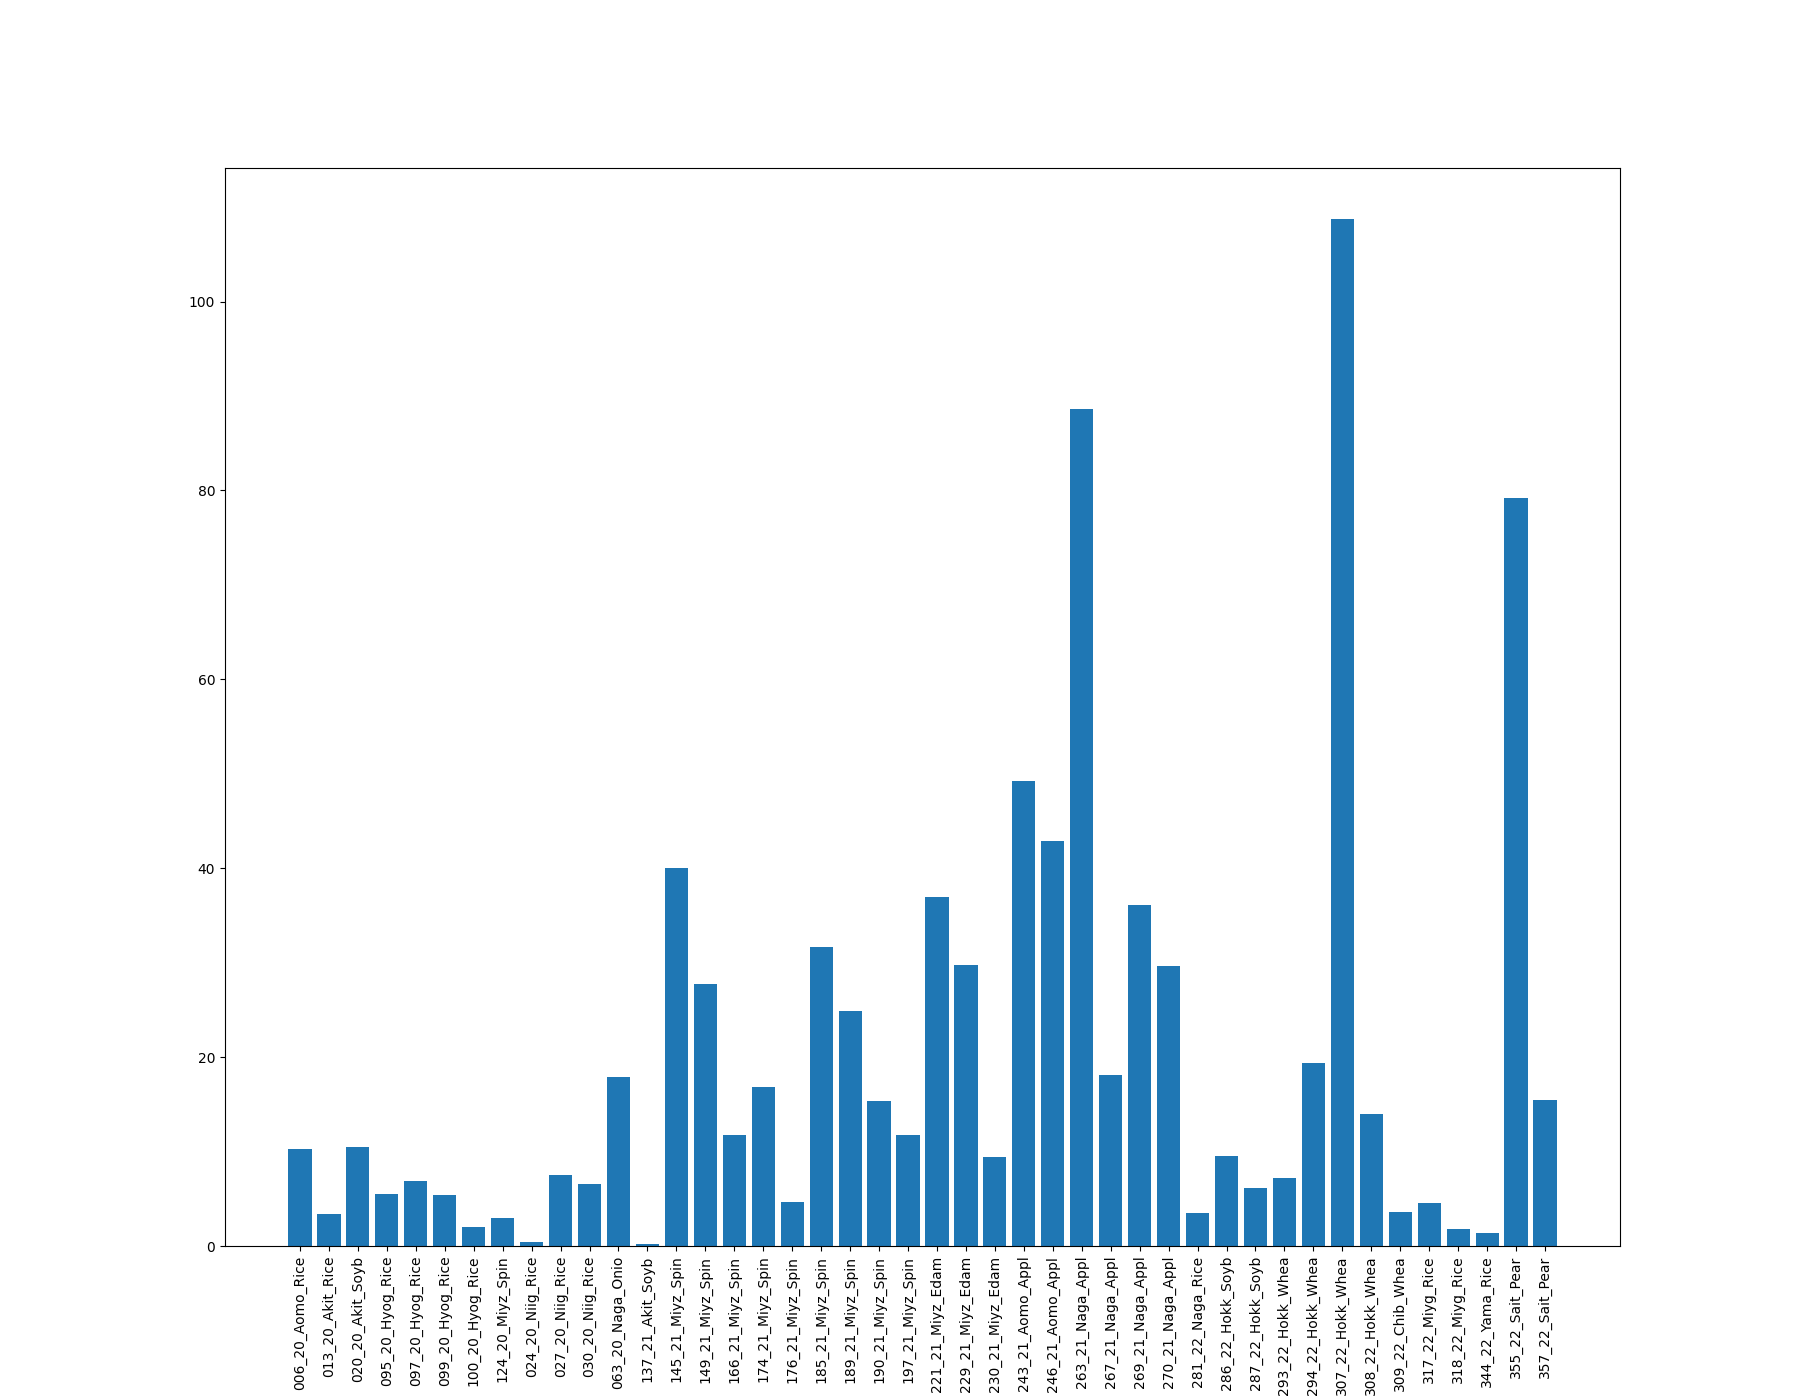 100
80
60
40
20
0
006_20_Aomo_Rice
013_20_Akit_Rice
020_20_Akit_Soyb
095_20_Hyog_Rice
097_20_Hyog_Rice
099_20_Hyog_Rice
100_20_Hyog_Rice
124_20_Miyz_Spin
024_20_Niig_Rice
027_20_Niig_Rice
030_20_Niig_Rice
063_20_Naga_Onio
137_21_Akit_Soyb
145_21_Miyz_Spin
149_21_Miyz_Spin
166_21_Miyz_Spin
174_21_Miyz_Spin
176_21_Miyz_Spin
185_21_Miyz_Spin
189_21_Miyz_Spin
190_21_Miyz_Spin
197_21_Miyz_Spin
221_21_Miyz_Edam
229_21_Miyz_Edam
230_21_Miyz_Edam
243_21_Aomo_Appl
246_21_Aomo_Appl
263_21_Naga_Appl
267_21_Naga_Appl
269_21_Naga_Appl
270_21_Naga_Appl
281_22_Naga_Rice
286_22_Hokk_Soyb
287_22_Hokk_Soyb
293_22_Hokk_Whea
294_22_Hokk_Whea
307_22_Hokk_Whea
308_22_Hokk_Whea
309_22_Chib_Whea
317_22_Miyg_Rice
318_22_Miyg_Rice
344_22_Yama_Rice
355_22_Sait_Pear
357_22_Sait_Pear